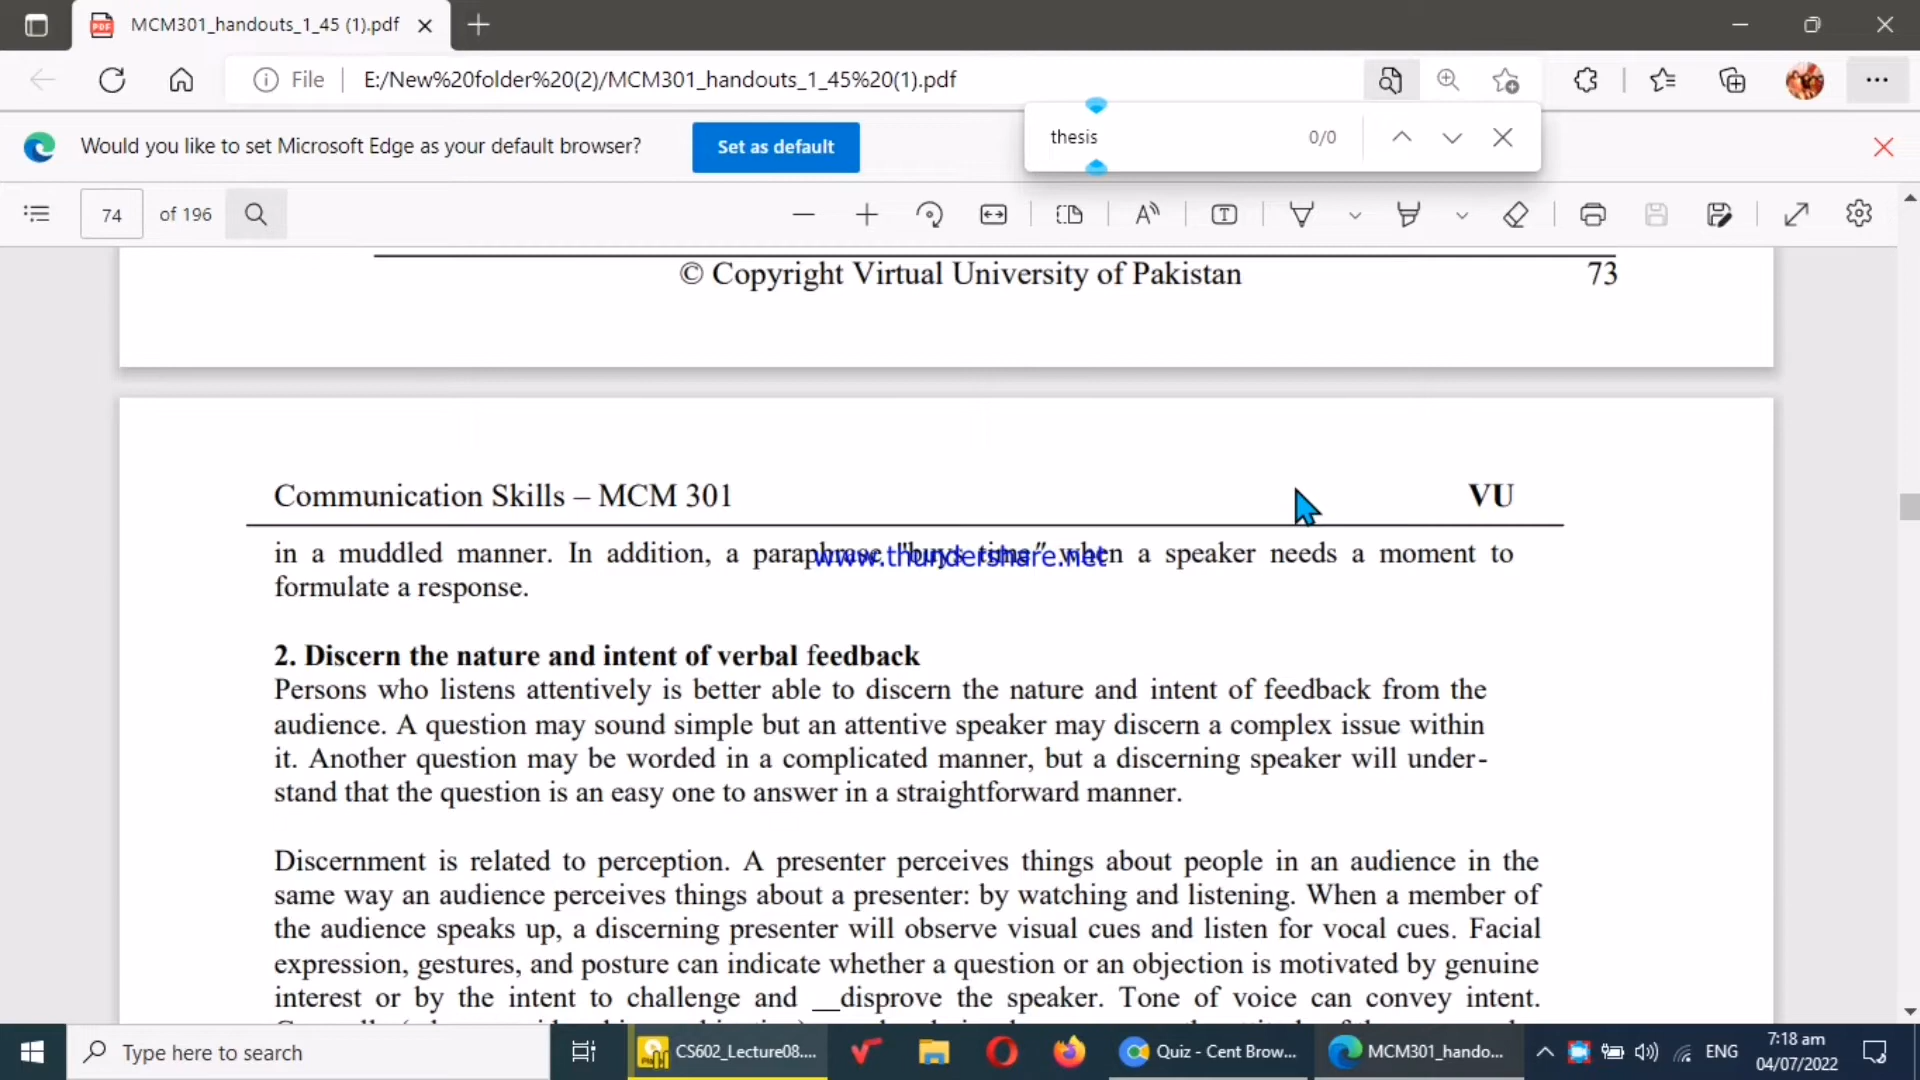 MCM301_handouts_1_45 (1).pdf
File
E:/New%20folder%20(2)/MCM301_handouts_1_45%20(1).pdf
thesis
0/0
Would you like to set Microsoft Edge as your default browser?
Set as default
74
of 196
© Copyright Virtual University of Pakistan
73
Communication Skills – MCM 301
VU
in a muddled manner. In addition, a paraphrase "buys time" when a speaker needs a moment to
www.thundershare.net
formulate a response.
2. Discern the nature and intent of verbal feedback
Persons who listens attentively is better able to discern the nature and intent of feedback from the
audience. A question may sound simple but an attentive speaker may discern a complex issue within
it. Another question may be worded in a complicated manner, but a discerning speaker will under-
stand that the question is an easy one to answer in a straightforward manner.
Discernment is related to perception. A presenter perceives things about people in an audience in the
same way an audience perceives things about a presenter: by watching and listening. When a member of
the audience speaks up, a discerning presenter will observe visual cues and listen for vocal cues. Facial
expression, gestures, and posture can indicate whether a question or an objection is motivated by genuine
interest or by the intent to challenge and __disprove the speaker. Tone of voice can convey intent.
Type here to search
CS602_Lecture08....
Quiz - Cent Brow...
MCM301_hando...
ENG
7:18 am
04/07/2022